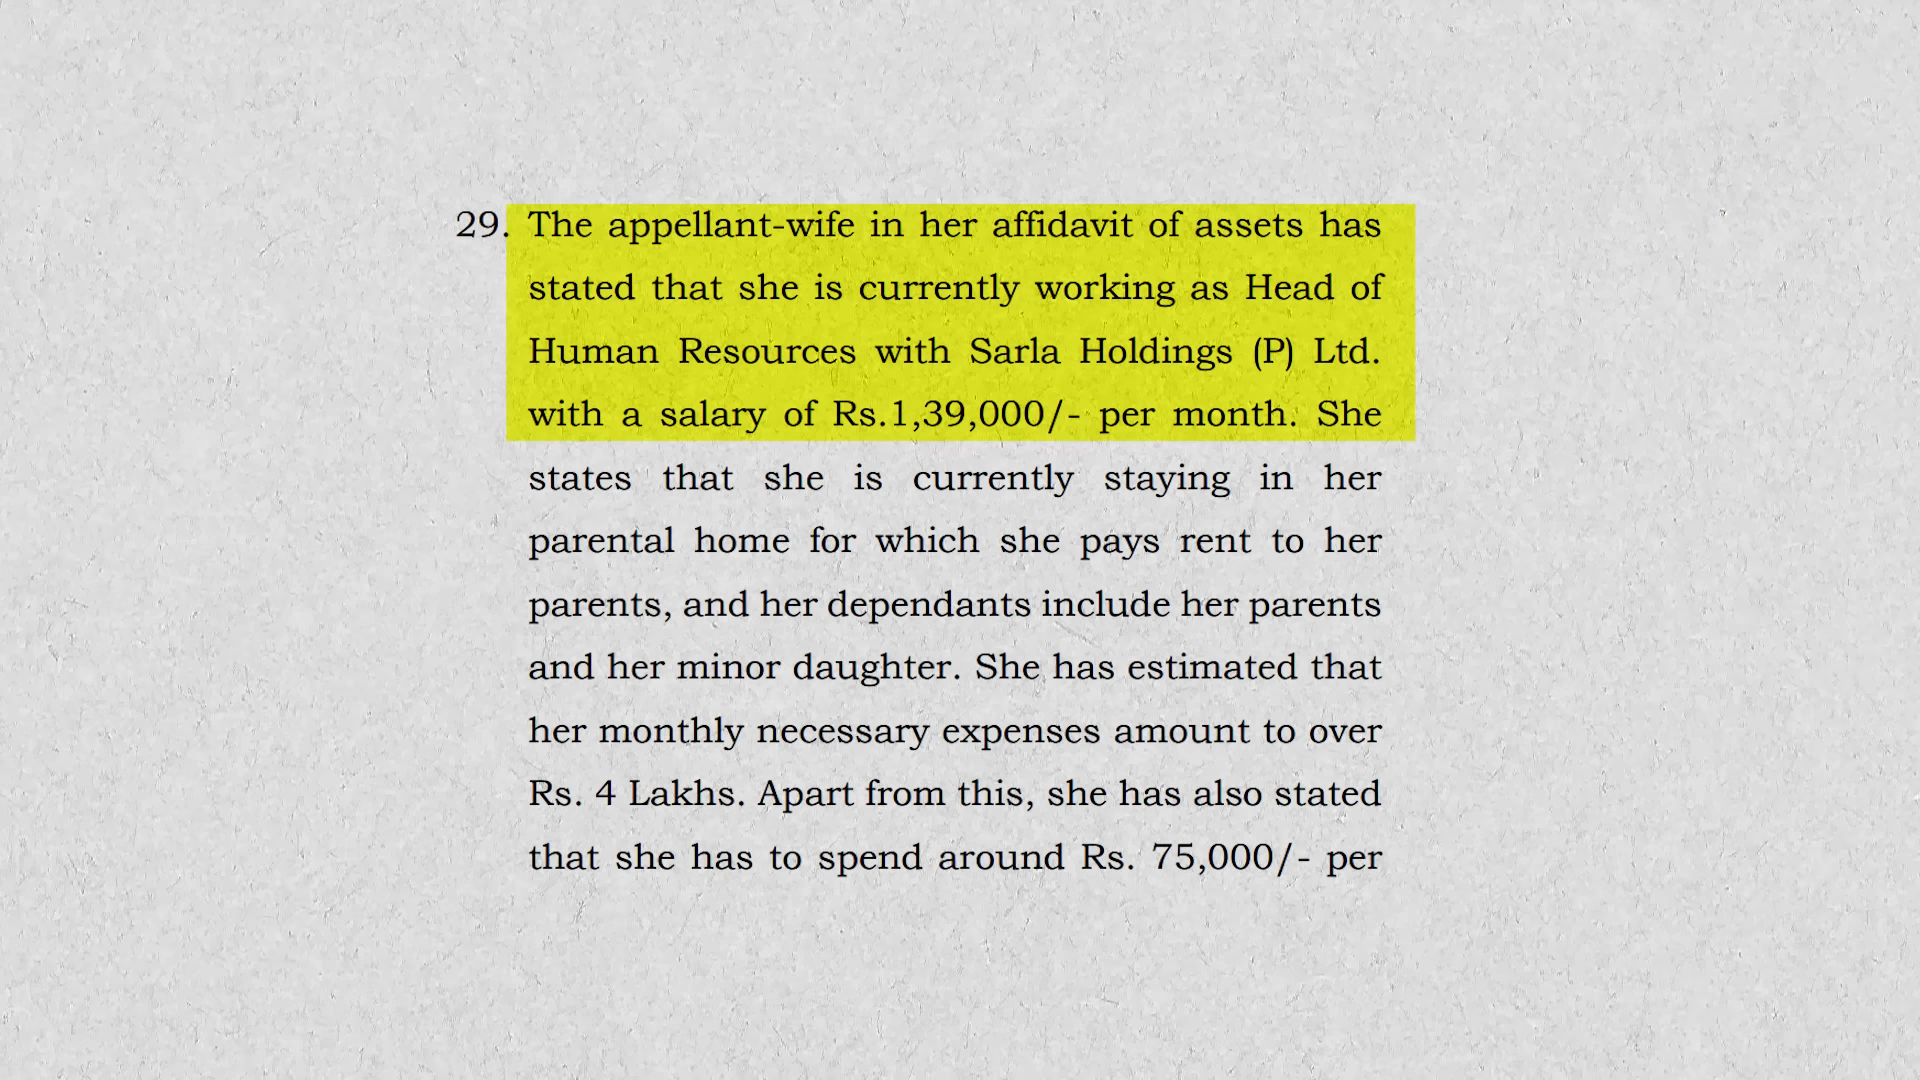 29. The appellant-wife in her affidavit of assets has
stated that she is currently working as Head of
Human Resources with Sarla Holdings (P) Ltd.
with a salary of Rs.1,39,000/- per month. She
states that she is currently staying in her
parental home for which she pays rent to her
parents, and her dependants include her parents
and her minor daughter. She has estimated that
her monthly necessary expenses amount to over
Rs. 4 Lakhs. Apart from this, she has also stated
that she has to spend around Rs. 75,000/- per